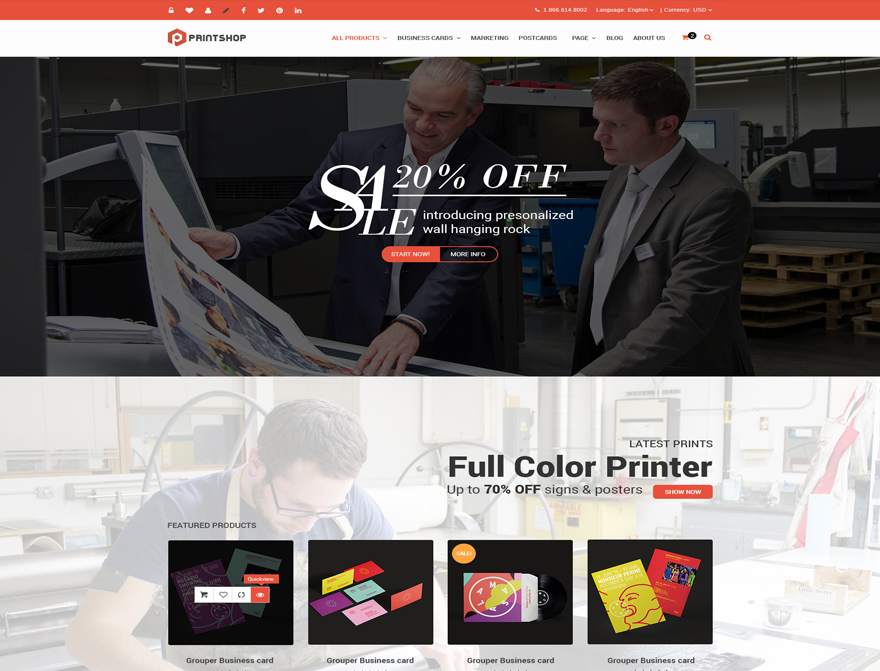 1.866.614.8002 Language: English | Currency: USD
PRINTSHOP ALL PRODUCTS BUSINESS CARDS MARKETING POSTCARDS PAGE BLOG ABOUT US 2
SALE 20% OFF
introducing presonalized
wall hanging rock
START NOW! MORE INFO
LATEST PRINTS
Full Color Printer
Up to 70% OFF signs & posters SHOW NOW
FEATURED PRODUCTS
SALE!
Quickview
Grouper Business card Grouper Business card Grouper Business card Grouper Business card